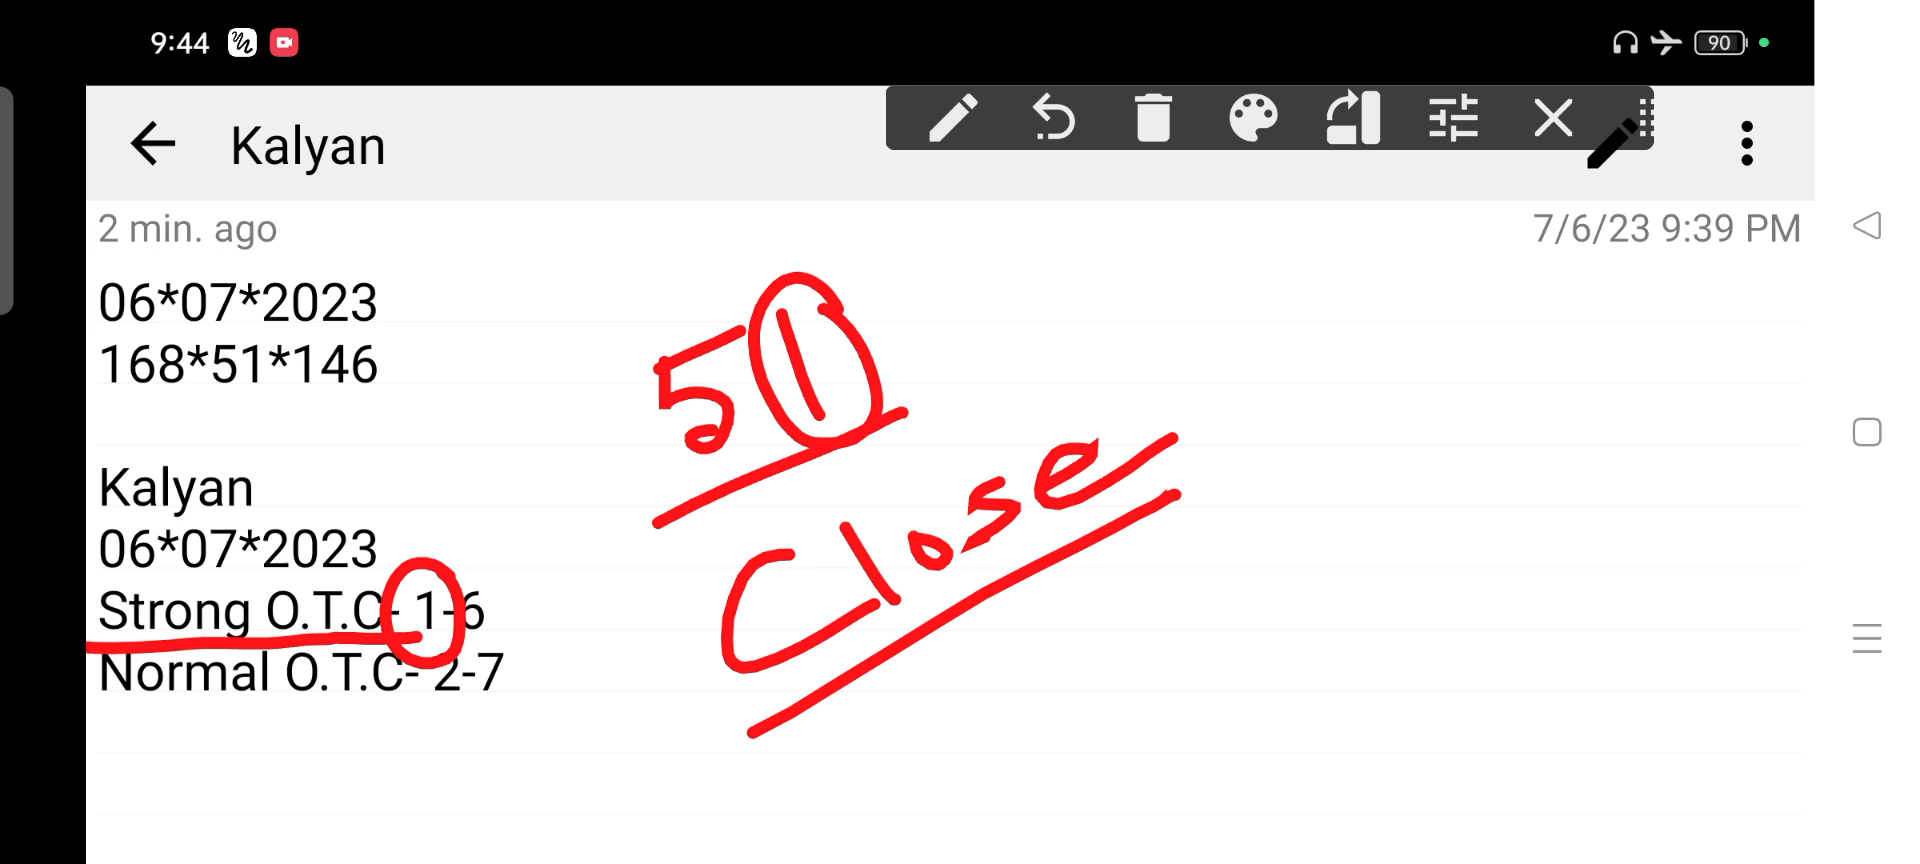 9:44
90
Kalyan
2 min. ago
7/6/23 9:39 PM
06*07*2023
168*51*146
51
Close
Kalyan
06*07*2023
Strong O.T.C- 1-6
Normal O.T.C- 2-7